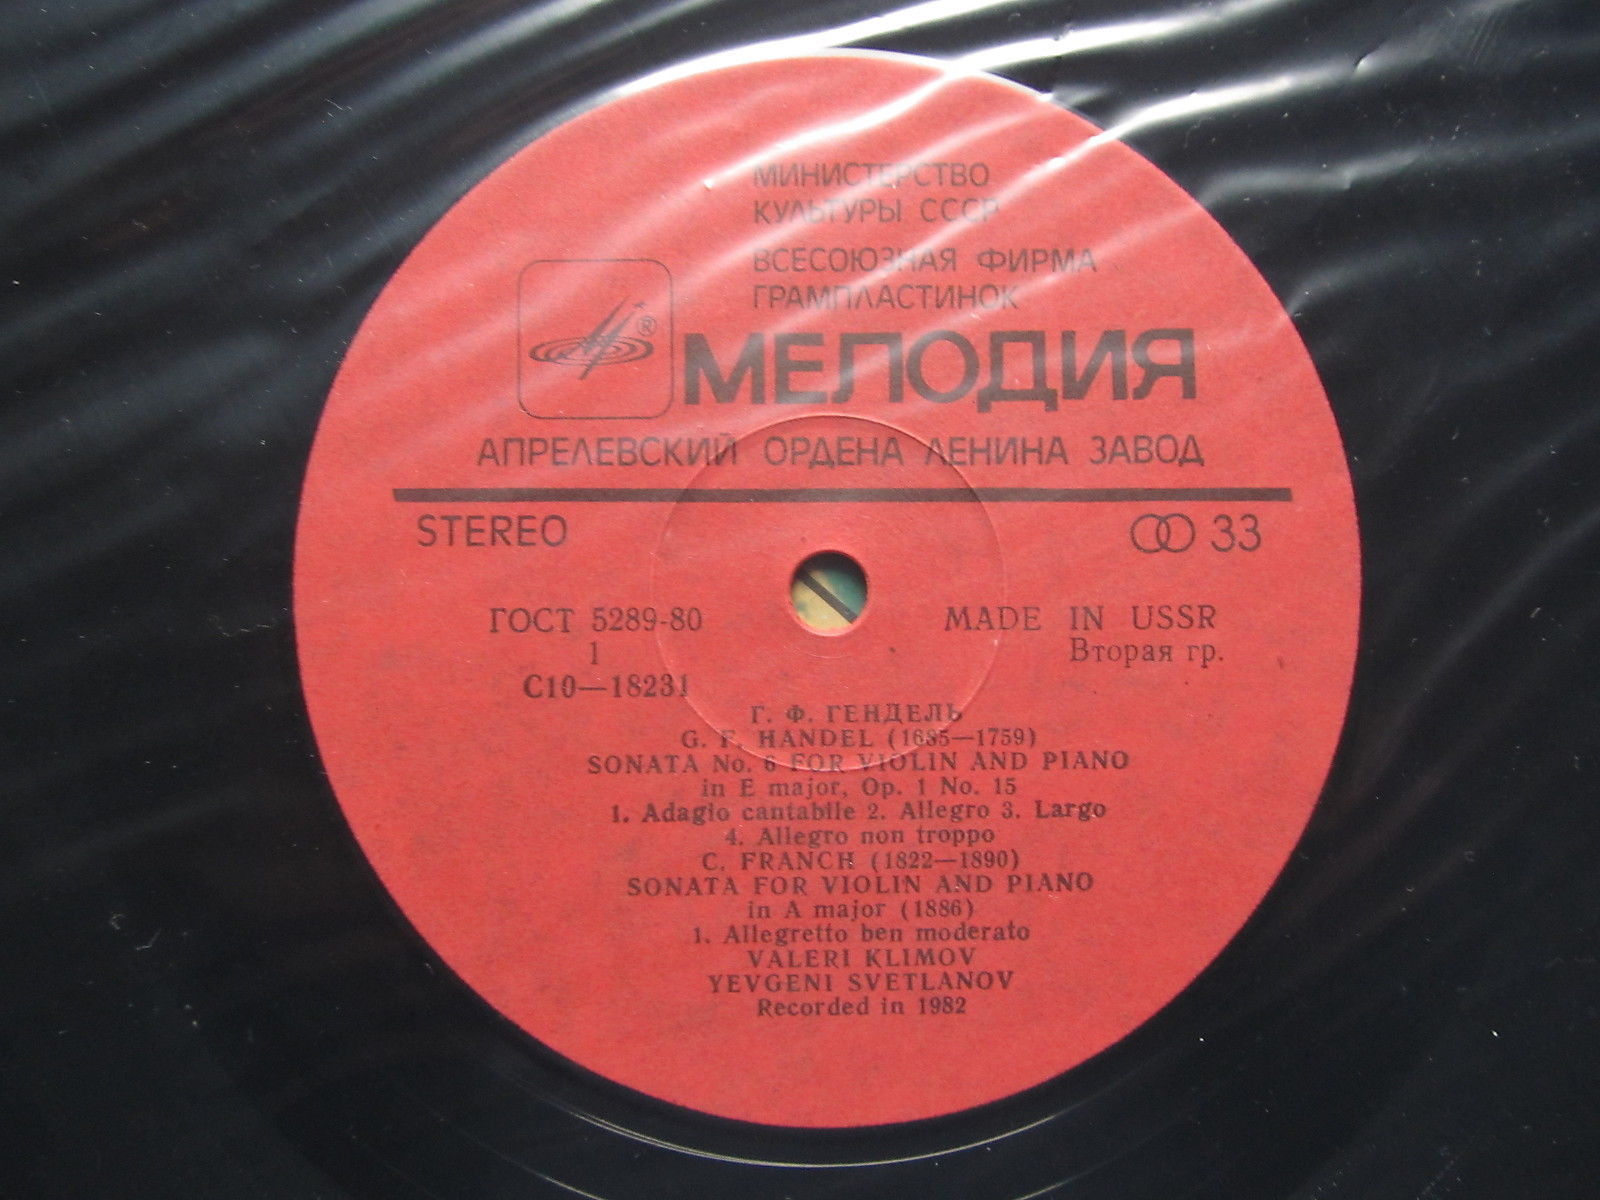 МИНИСТЕРСТВО
КУЛЬТУРЫ СССР
ВСЕСОЮЗНАЯ ФИРМА
ГРАМПЛАСТИНОК
®
МЕЛОДИЯ
АПРЕЛЕВСКИЙ ОРДЕНА ЛЕНИНА ЗАВОД
STEREO 33
ГОСТ 5289-80 MADE IN USSR
1 Вторая гр.
С10—18231
Г. Ф. ГЕНДЕЛЬ
G. F. HANDEL (1685—1759)
SONATA No. 6 FOR VIOLIN AND PIANO
in E major, Op. 1 No. 15
1. Adagio cantabile 2. Allegro 3. Largo
4. Allegro non troppo
C. FRANCH (1822—1890)
SONATA FOR VIOLIN AND PIANO
in A major (1886)
1. Allegretto ben moderato
VALERI KLIMOV
YEVGENI SVETLANOV
Recorded in 1982